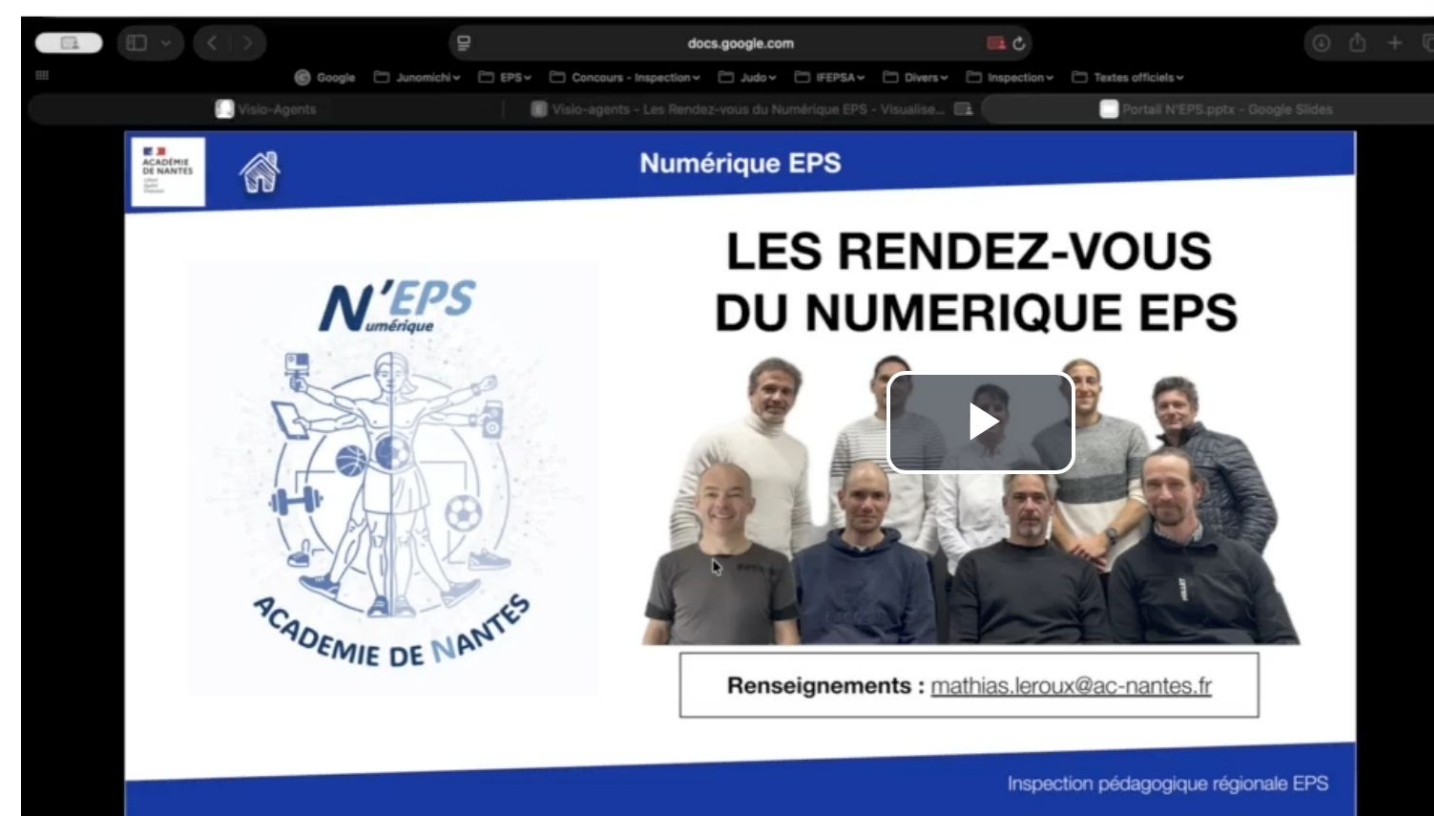 docs.google.com
Google Junomichi EPS Concours - Inspection Judo IFEPSA Divers Inspection Textes officiels
Visio-Agents
Visio-agents - Les Rendez-vous du Numérique EPS - Visualise...
Portail N'EPS.pptx - Google Slides
ACADÉMIE
DE NANTES
Numérique EPS
LES RENDEZ-VOUS
DU NUMERIQUE EPS
N'EPS
umérique
ACADEMIE DE NANTES
Renseignements : mathias.leroux@ac-nantes.fr
Inspection pédagogique régionale EPS